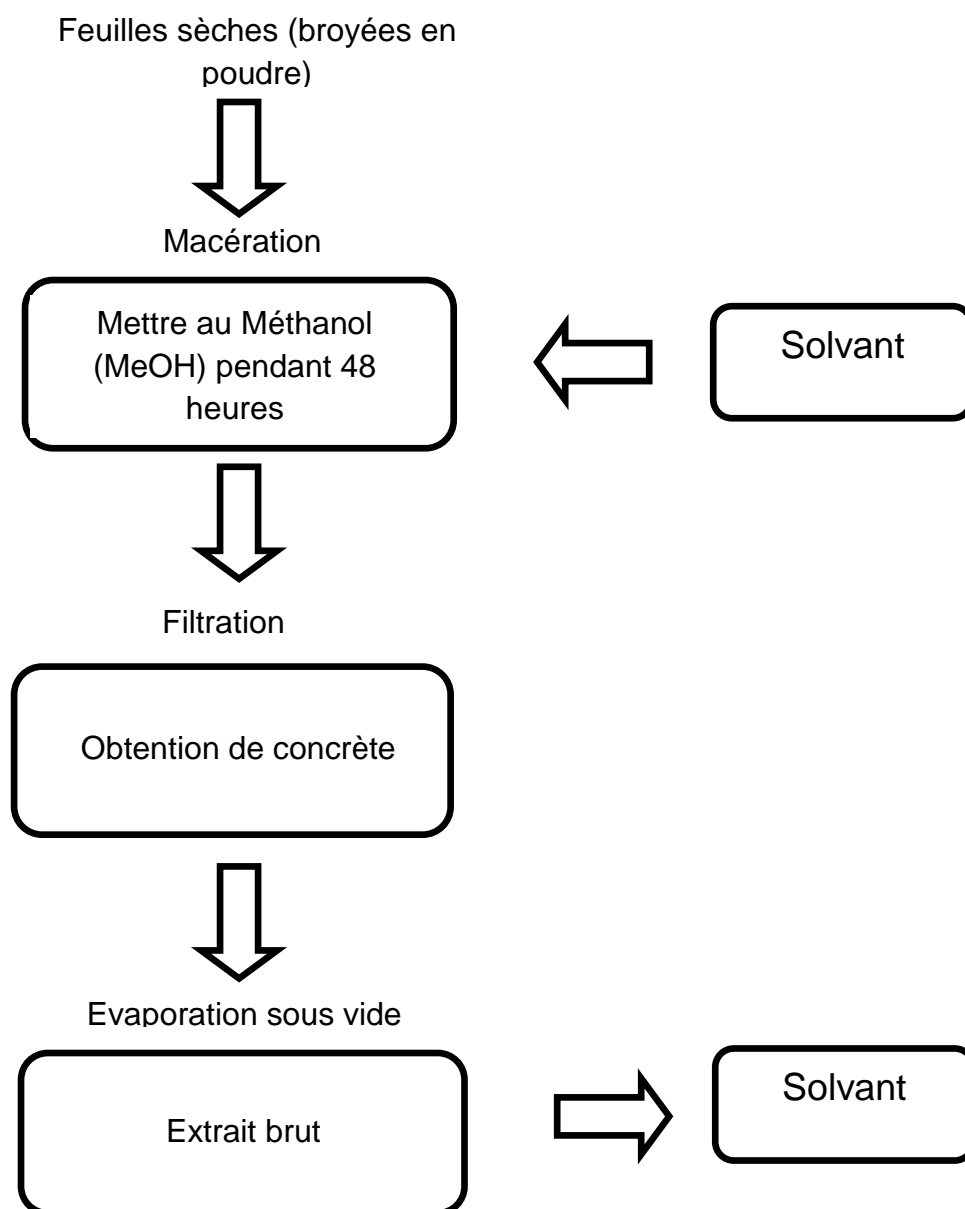 Feuilles sèches (broyées en
poudre)
Macération
Mettre au Méthanol
(MeOH) pendant 48
heures
Solvant
Filtration
Obtention de concrète
Evaporation sous vide
Extrait brut
Solvant